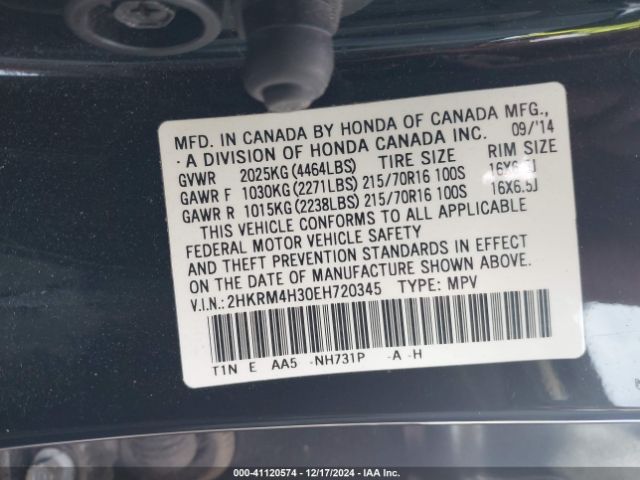 MFD. IN CANADA BY HONDA OF CANADA MFG.,
A DIVISION OF HONDA CANADA INC. 09/'14
GVWR 2025KG(4464LBS) TIRE SIZE RIM SIZE
GAWR F 1030KG(2271LBS) 215/70R16 100S 16X6.5J
GAWR R 1015KG(2238LBS) 215/70R16 100S 16X6.5J
THIS VEHICLE CONFORMS TO ALL APPLICABLE
FEDERAL MOTOR VEHICLE SAFETY
AND THEFT PREVENTION STANDARDS IN EFFECT
ON THE DATE OF MANUFACTURE SHOWN ABOVE.
V.I.N.: 2HKRM4H30EH720345 TYPE: MPV
T1N E AA5 -NH731P -A -H
000-41120574 - 12/17/2024 - IAA Inc.